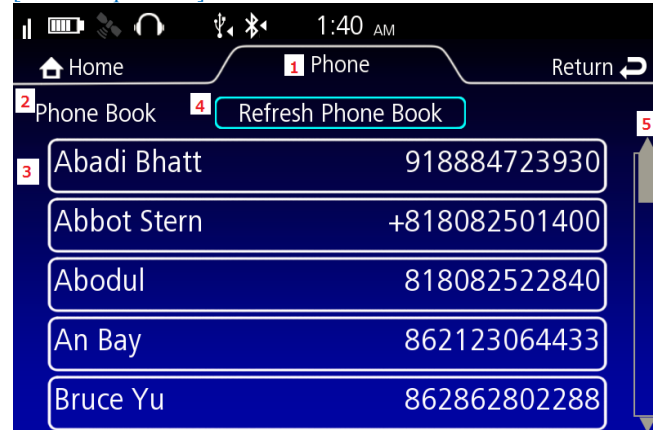 1:40 AM
Home
1 Phone
Return
2 Phone Book
4 Refresh Phone Book
5
3 Abadi Bhatt 918884723930
Abbot Stern +818082501400
Abodul 818082522840
An Bay 862123064433
Bruce Yu 862862802288